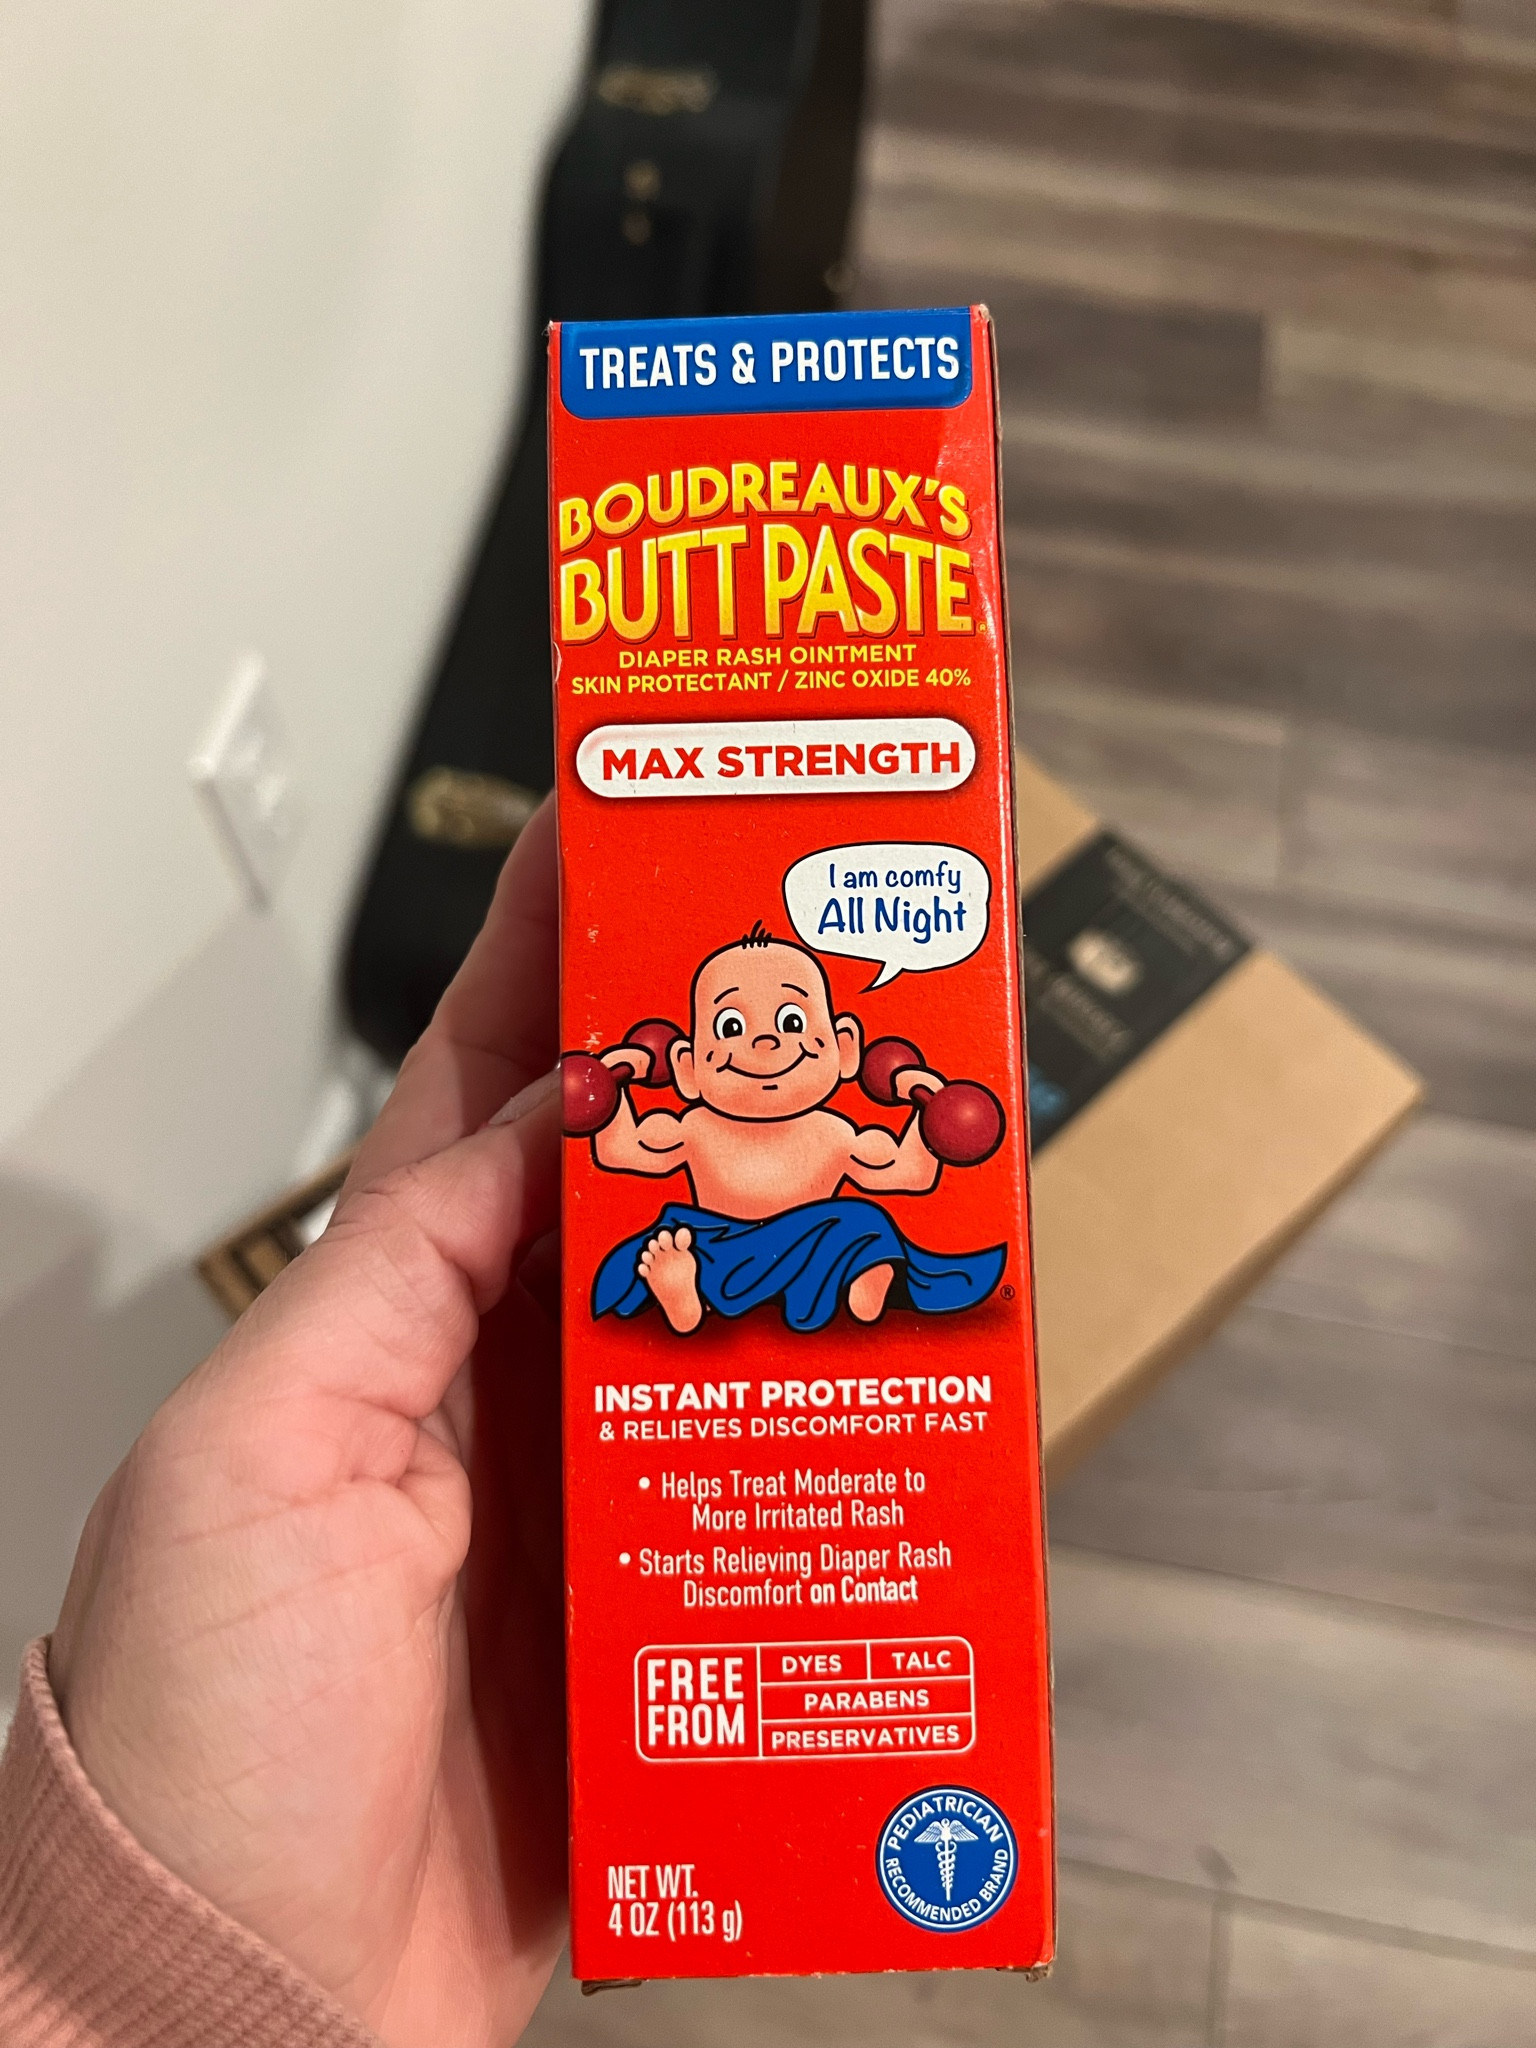 TREATS & PROTECTS
BOUDREAUX'S
BUTT PASTE®
DIAPER RASH OINTMENT
SKIN PROTECTANT / ZINC OXIDE 40%
MAX STRENGTH
I am comfy
All Night
®
INSTANT PROTECTION
& RELIEVES DISCOMFORT FAST
• Helps Treat Moderate to
More Irritated Rash
• Starts Relieving Diaper Rash
Discomfort on Contact
FREE
FROM
DYES
TALC
PARABENS
PRESERVATIVES
PEDIATRICIAN
RECOMMENDED BRAND
NET WT.
4 OZ (113 g)